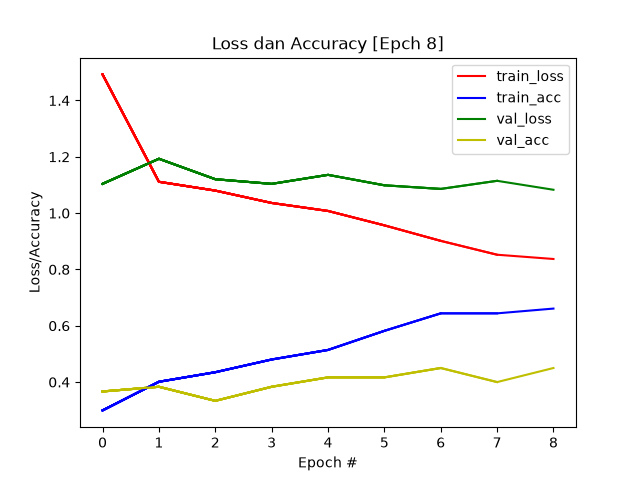 Loss dan Accuracy [Epch 8]
train_loss
train_acc
val_loss
val_acc
Loss/Accuracy
1.4
1.2
1.0
0.8
0.6
0.4
0 1 2 3 4 5 6 7 8
Epoch #